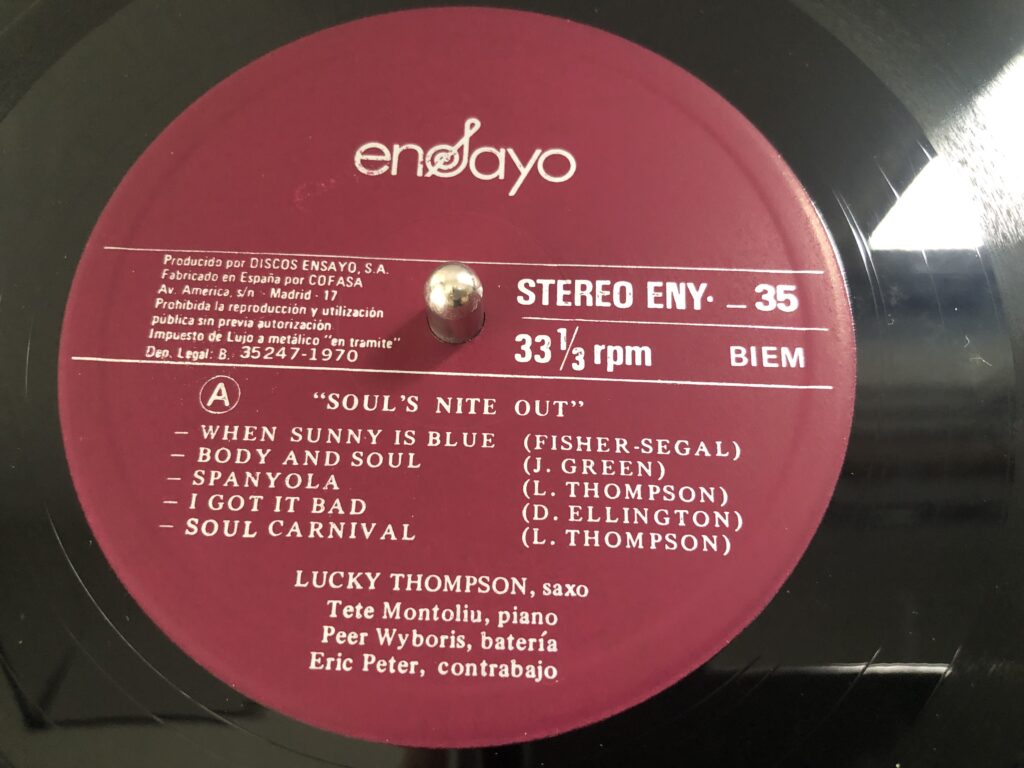 ensayo
Producido por DISCOS ENSAYO, S.A.
Fabricado en España por COFASA
Av. America, s/n · Madrid · 17
Prohibida la reproducción y utilización
pública sin previa autorización
Impuesto de Lujo a metálico "en tramite"
Dep. Legal: B. 35247-1970
STEREO ENY· _ 35
33 1/3 rpm BIEM
A "SOUL'S NITE OUT"
– WHEN SUNNY IS BLUE (FISHER-SEGAL)
– BODY AND SOUL (J. GREEN)
– SPANYOLA (L. THOMPSON)
– I GOT IT BAD (D. ELLINGTON)
– SOUL CARNIVAL (L. THOMPSON)
LUCKY THOMPSON, saxo
Tete Montoliu, piano
Peer Wyboris, batería
Eric Peter, contrabajo